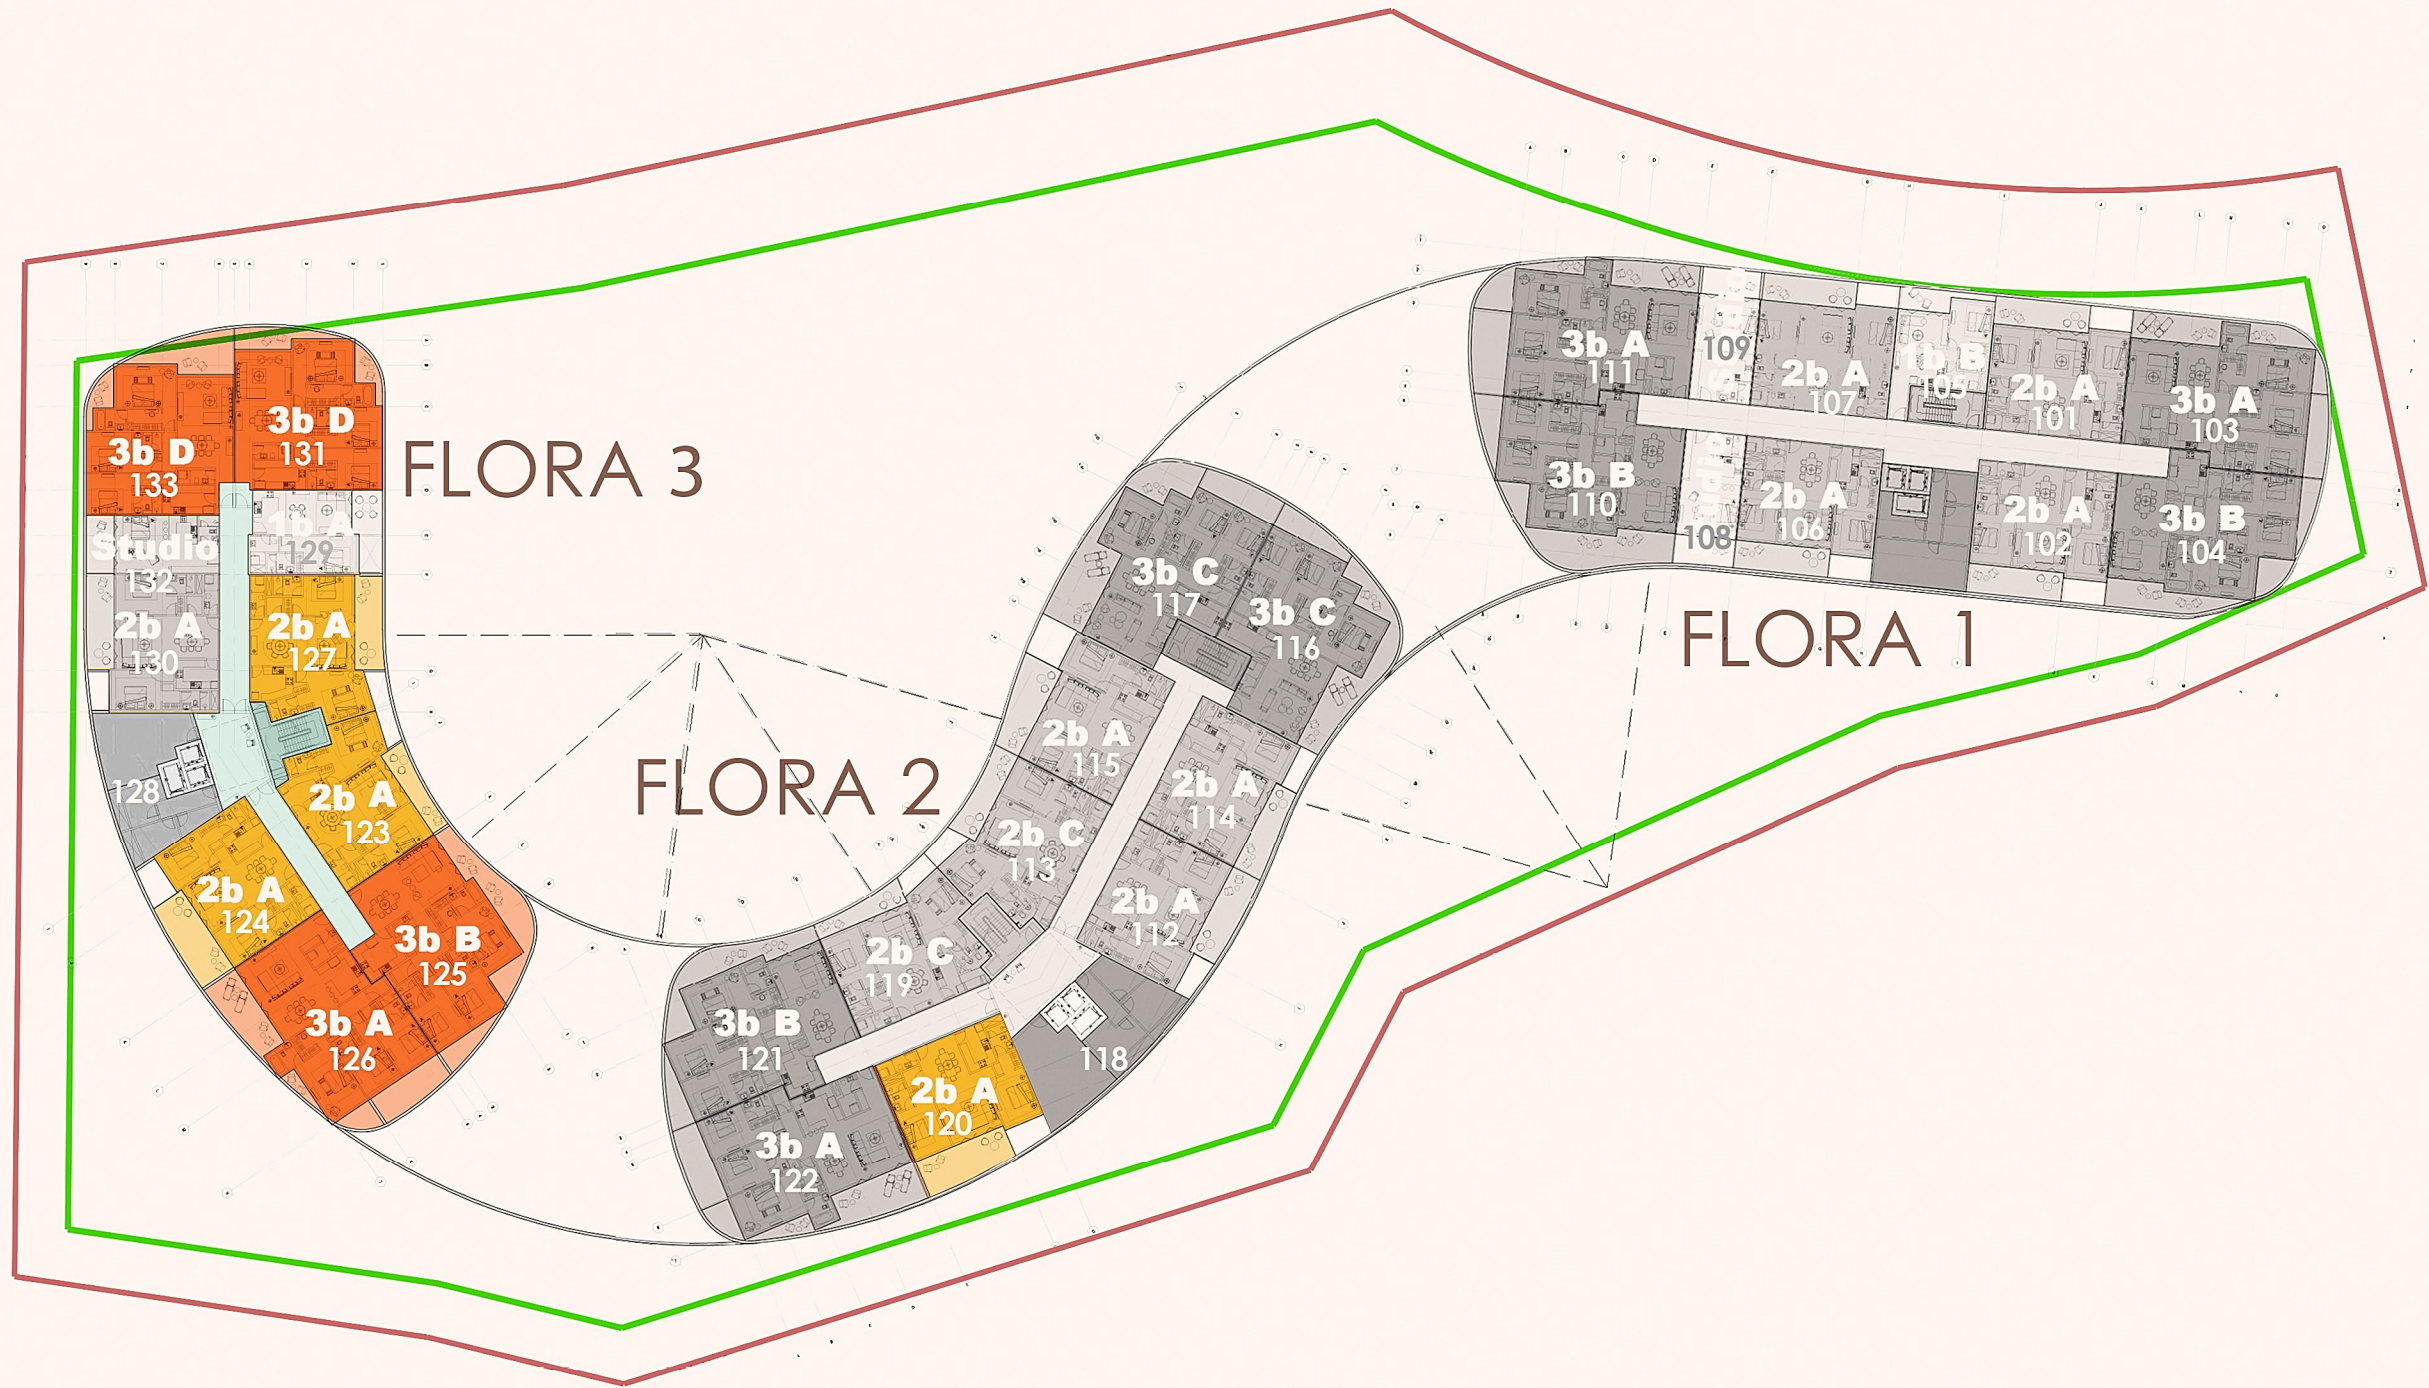 FLORA 3
3b D
133
3b D
131
Studio
132
1b A
129
2b A
130
2b A
127
128
2b A
123
2b A
124
3b B
125
3b A
126
FLORA 2
3b C
117
3b C
116
2b A
115
2b A
114
2b C
113
2b A
112
2b C
119
3b B
121
2b A
120
118
3b A
122
FLORA 1
3b A
111
109
2b A
107
1b B
105
2b A
101
3b A
103
3b B
110
108
2b A
106
2b A
102
3b B
104